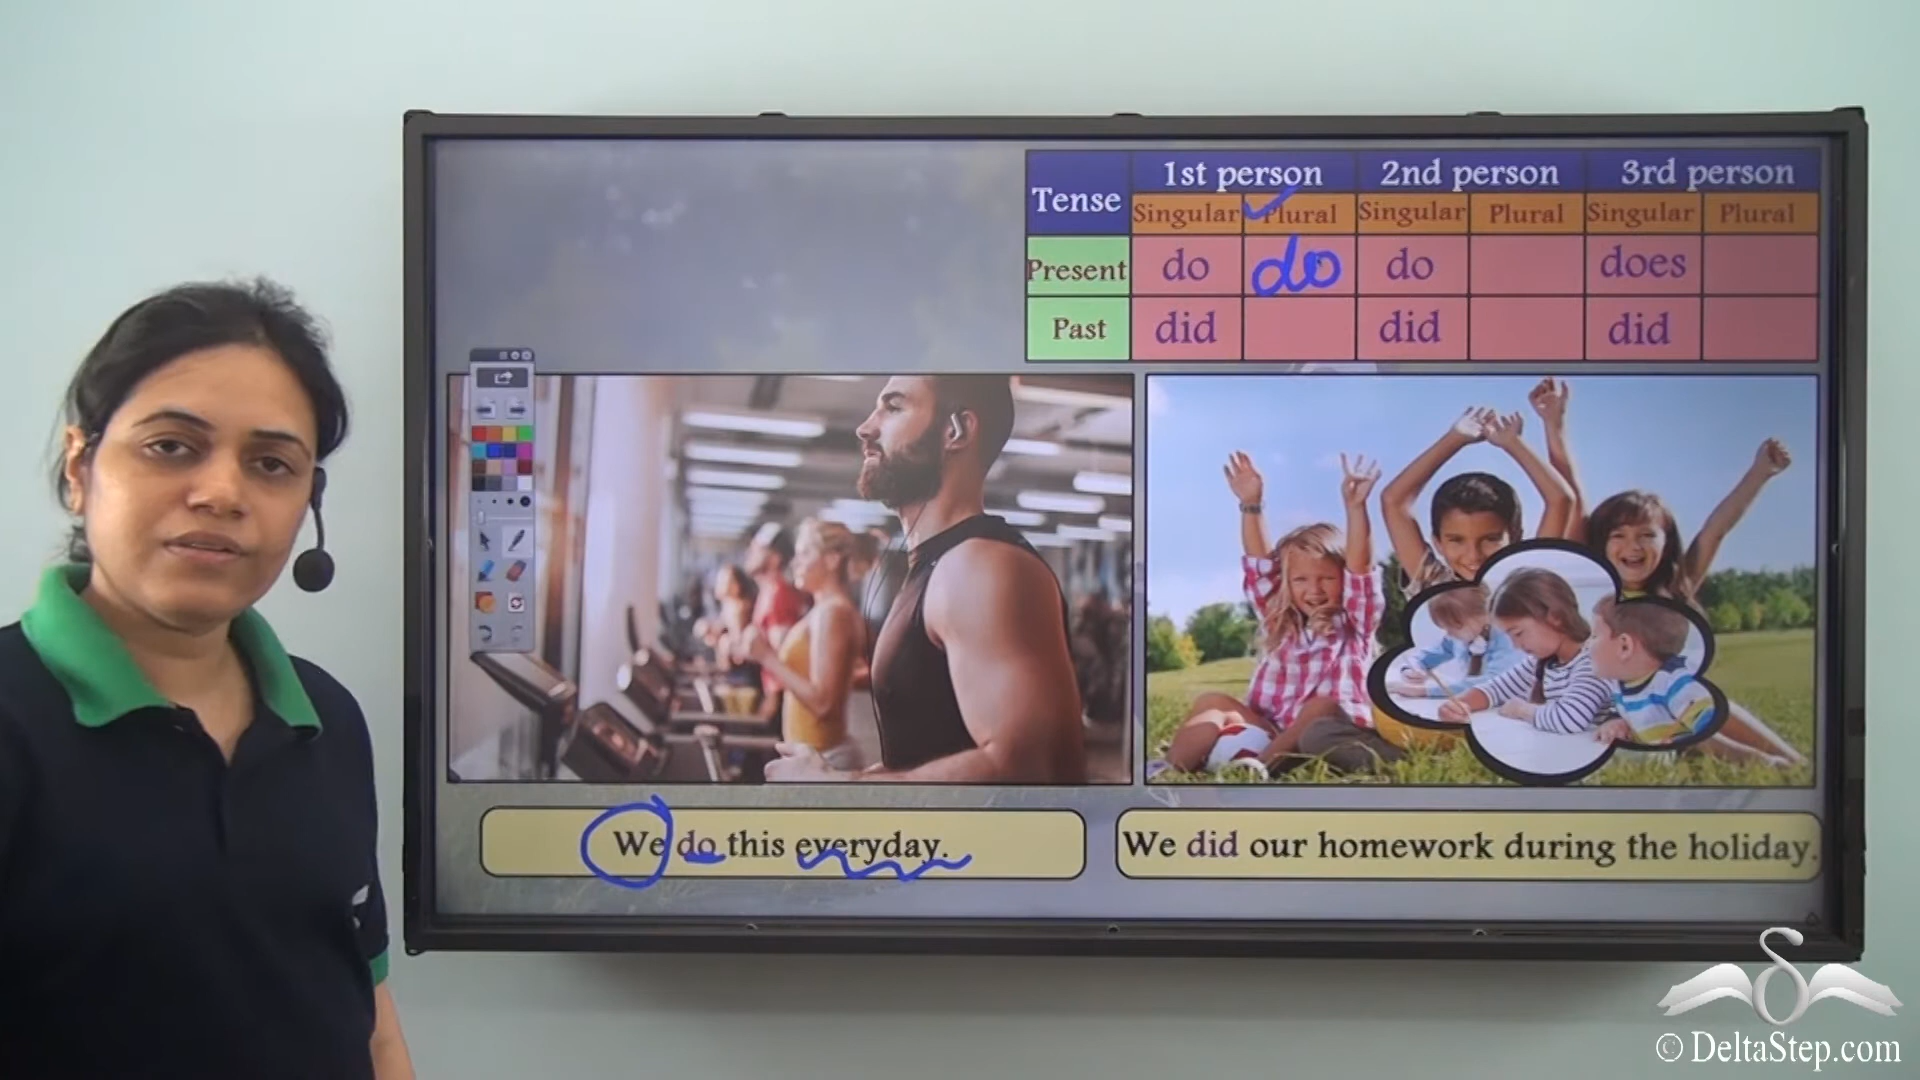 Tense 1st person 2nd person 3rd person
Singular Plural Singular Plural Singular Plural
Present do do do does
Past did did did
We do this everyday.
We did our homework during the holiday.
© DeltaStep.com